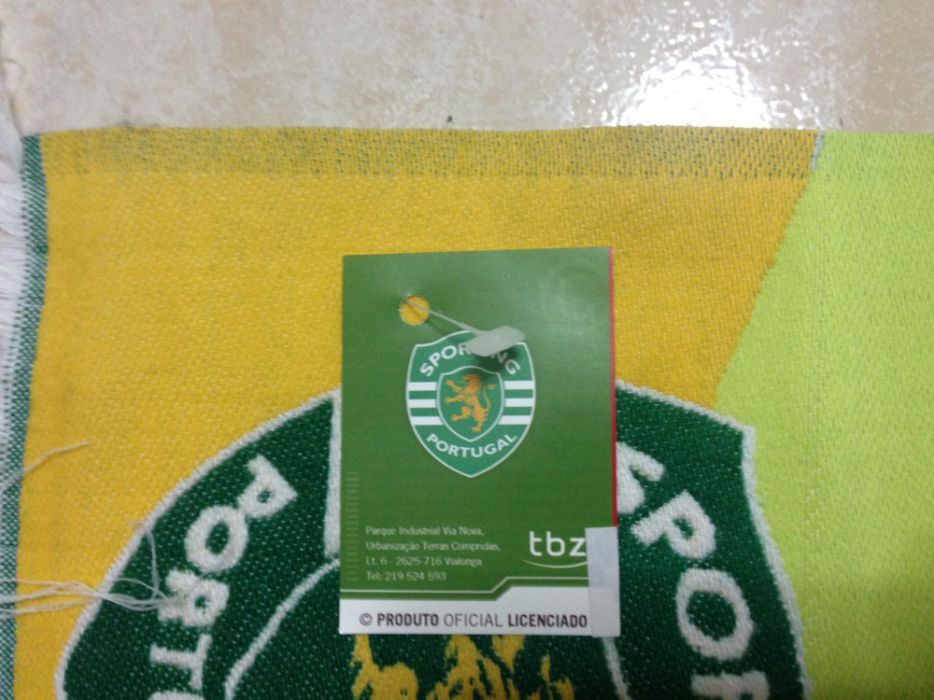 SPORTING
PORTUGAL
Parque Industrial Via Nova,
Urbanização Terras Compridas,
Lt. 6 - 2625-716 Vialonga
Tel: 219 524 593
tbz
© PRODUTO OFICIAL LICENCIADO
PORT
SPOR